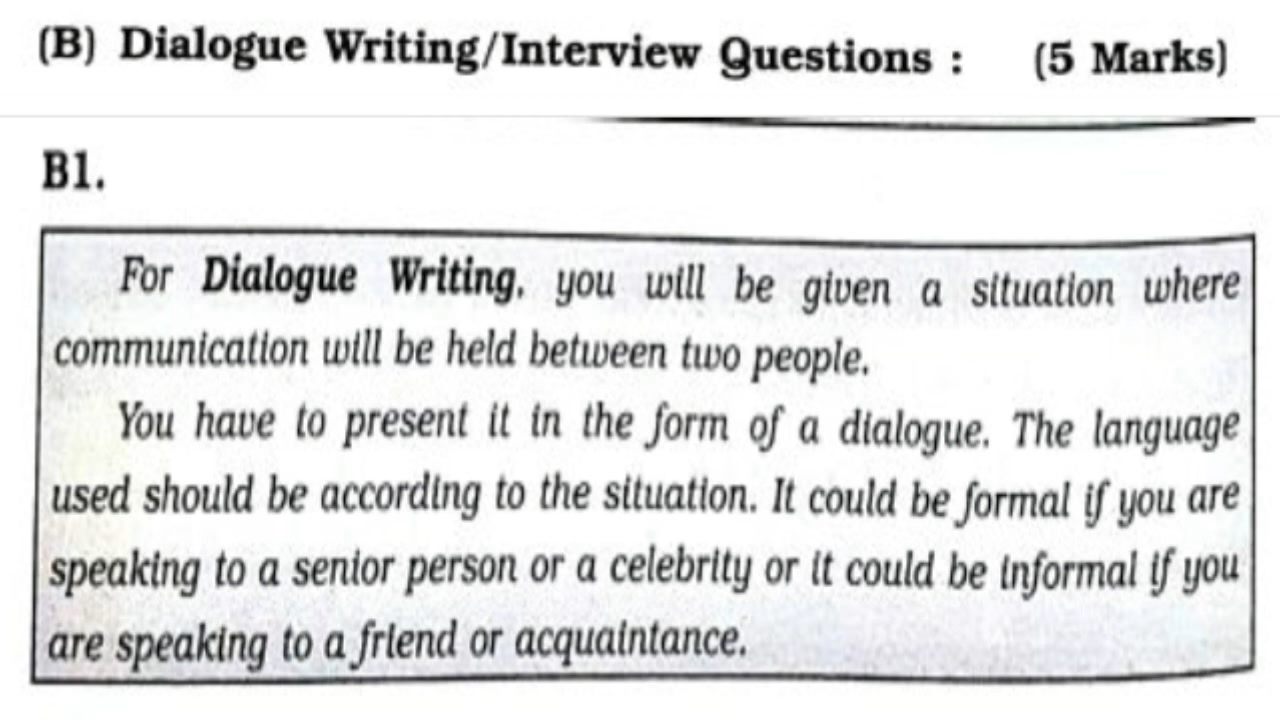 (B) Dialogue Writing/Interview Questions : (5 Marks)
B1.
For Dialogue Writing, you will be given a situation where
communication will be held between two people.
You have to present it in the form of a dialogue. The language
used should be according to the situation. It could be formal if you are
speaking to a senior person or a celebrity or it could be informal if you
are speaking to a friend or acquaintance.